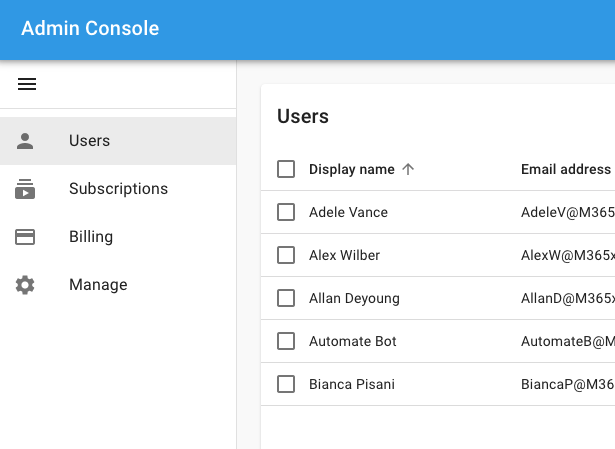 Admin Console
Users
Subscriptions
Billing
Manage
Users
Display name Email address
Adele Vance AdeleV@M365
Alex Wilber AlexW@M365x
Allan Deyoung AllanD@M365x
Automate Bot AutomateB@M
Bianca Pisani BiancaP@M36